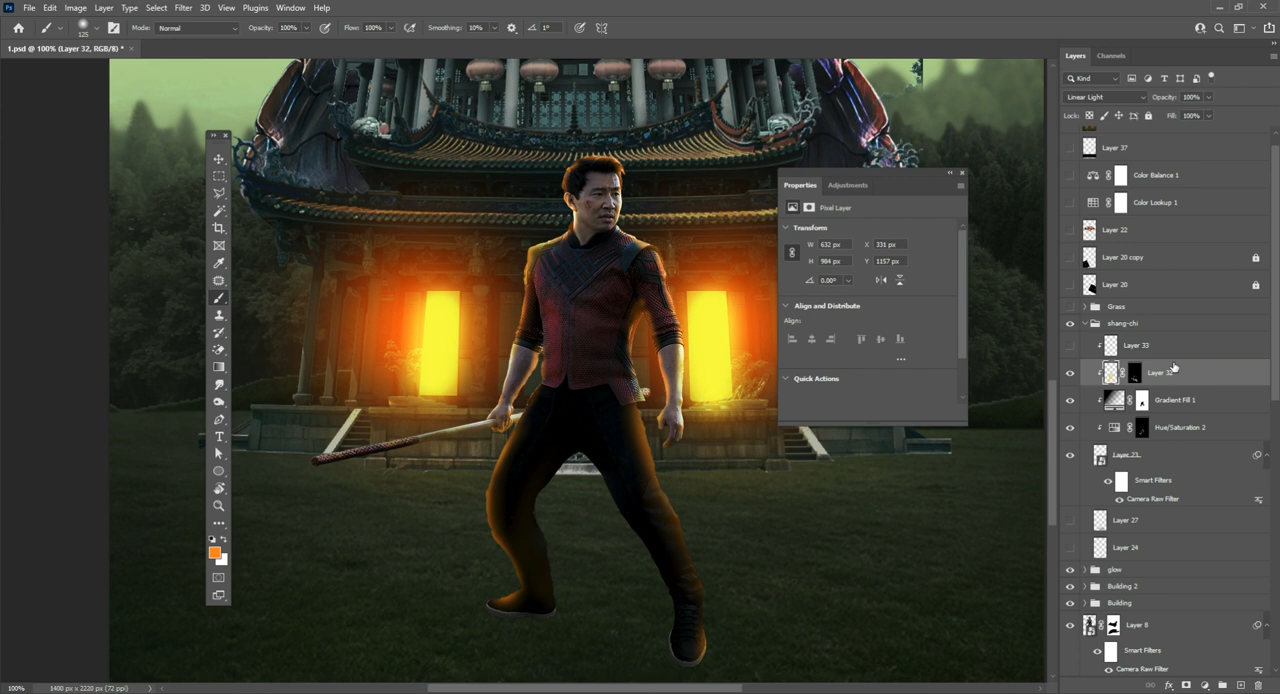 Ps File Edit Image Layer Type Select Filter 3D View Plugins Window Help
125 Mode: Normal Opacity: 100% Flow: 100% Smoothing: 10% 1°
1.psd @ 100% (Layer 32, RGB/8) * ×
Layers Channels
Kind
Linear Light Opacity: 100%
Lock: Fill: 100%
Layer 37
Color Balance 1
Color Lookup 1
Layer 22
Layer 20 copy
Layer 20
Grass
shang-chi
Layer 33
Layer 32
Gradient Fill 1
Hue/Saturation 2
Layer 23
Smart Filters
Camera Raw Filter
Layer 27
Layer 24
glow
Building 2
Building
Layer 8
Smart Filters
Camera Raw Filter
Properties Adjustments
Pixel Layer
Transform
W 632 px X 331 px
H 984 px Y 1157 px
0.00°
Align and Distribute
Align:
Quick Actions
100% 1400 px x 2220 px (72 ppi)